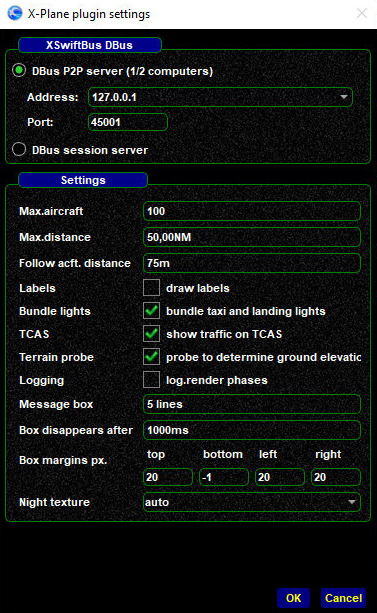 X-Plane plugin settings
XSwiftBus DBus
DBus P2P server (1/2 computers)
Address: 127.0.0.1
Port: 45001
DBus session server
Settings
Max.aircraft 100
Max.distance 50,00NM
Follow acft. distance 75m
Labels draw labels
Bundle lights bundle taxi and landing lights
TCAS show traffic on TCAS
Terrain probe probe to determine ground elevatic
Logging log.render phases
Message box 5 lines
Box disappears after 1000ms
top bottom left right
Box margins px. 20 -1 20 20
Night texture auto
OK Cancel